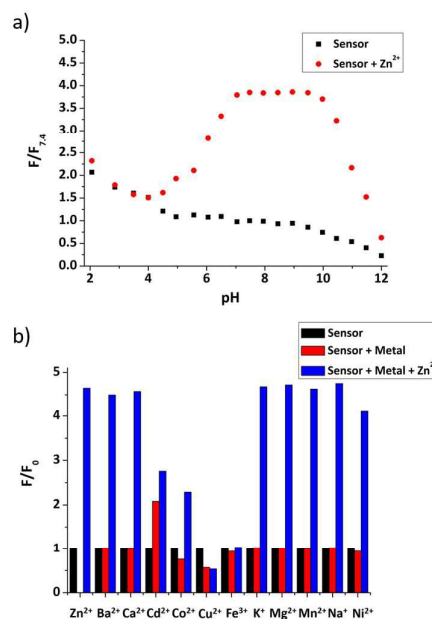 a)
Sensor
Sensor + Zn²⁺
F/F7.4
5.0
4.5
4.0
3.5
3.0
2.5
2.0
1.5
1.0
0.5
0.0
2 4 6 8 10 12
pH
b)
Sensor
Sensor + Metal
Sensor + Metal + Zn²
F/F0
5
4
2
1
0
Zn²⁺ Ba²⁺ Ca²⁺ Cd²⁺ Co²⁺ Cu²⁺ Fe³⁺ K⁺ Mg²⁺ Mn²⁺ Na⁺ Ni²⁺